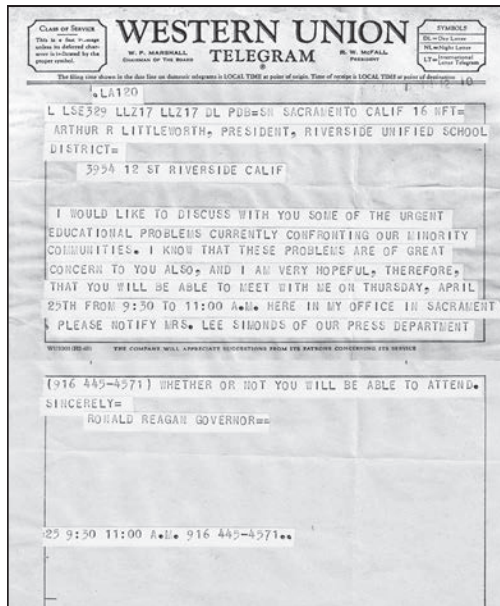 CLASS OF SERVICE
This is a fast message
unless its deferred char-
acter is indicated by the
proper symbol.
WESTERN UNION
TELEGRAM
W. P. MARSHALL
CHAIRMAN OF THE BOARD
R. W. McFALL
PRESIDENT
SYMBOLS
DL=Day Letter
NL=Night Letter
LT=International Letter Telegram
The filing time shown in the date line on domestic telegrams is LOCAL TIME at point of origin. Time of receipt is LOCAL TIME at point of destination
.LA120
L LSE329 LLZ17 LLZ17 DL PDB=SN SACRAMENTO CALIF 16 NFT=
ARTHUR R LITTLEWORTH, PRESIDENT, RIVERSIDE UNIFIED SCHOOL
DISTRICT=
3954 12 ST RIVERSIDE CALIF
I WOULD LIKE TO DISCUSS WITH YOU SOME OF THE URGENT
EDUCATIONAL PROBLEMS CURRENTLY CONFRONTING OUR MINORITY
COMMUNITIES. I KNOW THAT THESE PROBLEMS ARE OF GREAT
CONCERN TO YOU ALSO, AND I AM VERY HOPEFUL, THEREFORE,
THAT YOU WILL BE ABLE TO MEET WITH ME ON THURSDAY, APRIL
25TH FROM 9:30 TO 11:00 A.M. HERE IN MY OFFICE IN SACRAMENT
PLEASE NOTIFY MRS. LEE SIMONDS OF OUR PRESS DEPARTMENT
THE COMPANY WILL APPRECIATE SUGGESTIONS FROM ITS PATRONS CONCERNING ITS SERVICE
(916 445-4571) WHETHER OR NOT YOU WILL BE ABLE TO ATTEND.
SINCERELY=
RONALD REAGAN GOVERNOR==
25 9:30 11:00 A.M. 916 445-4571..